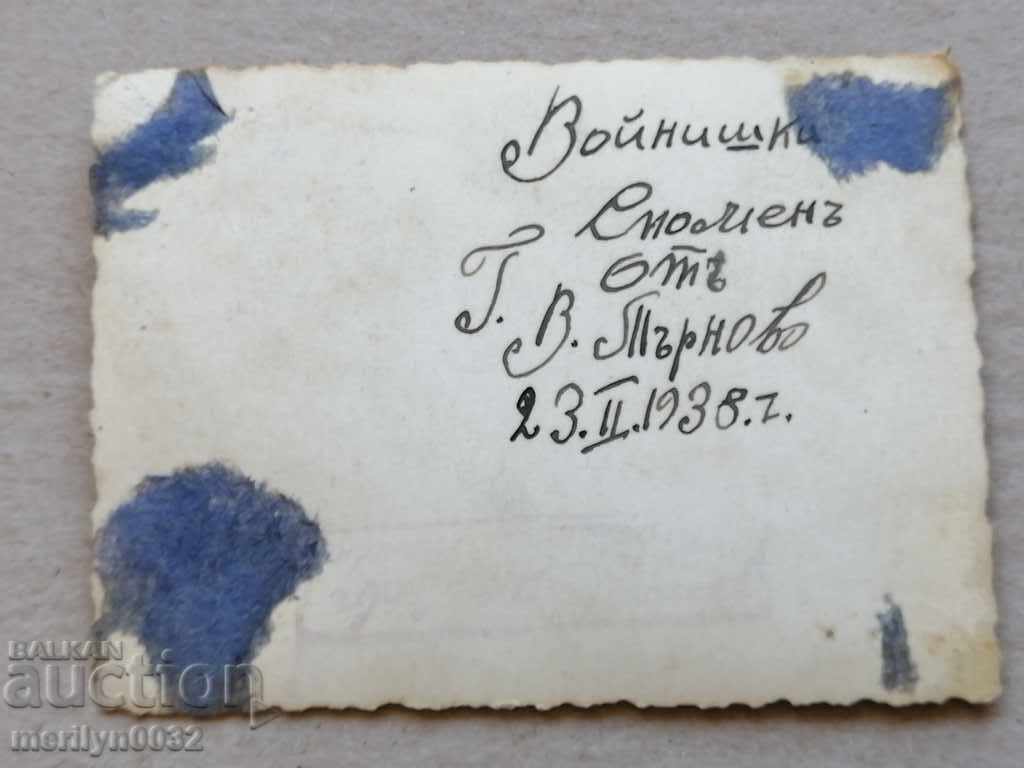 Войнишки
Споменъ
отъ
Г. В. Търново
23.II.1938.г.
BALKAN
auction
merilyn0032